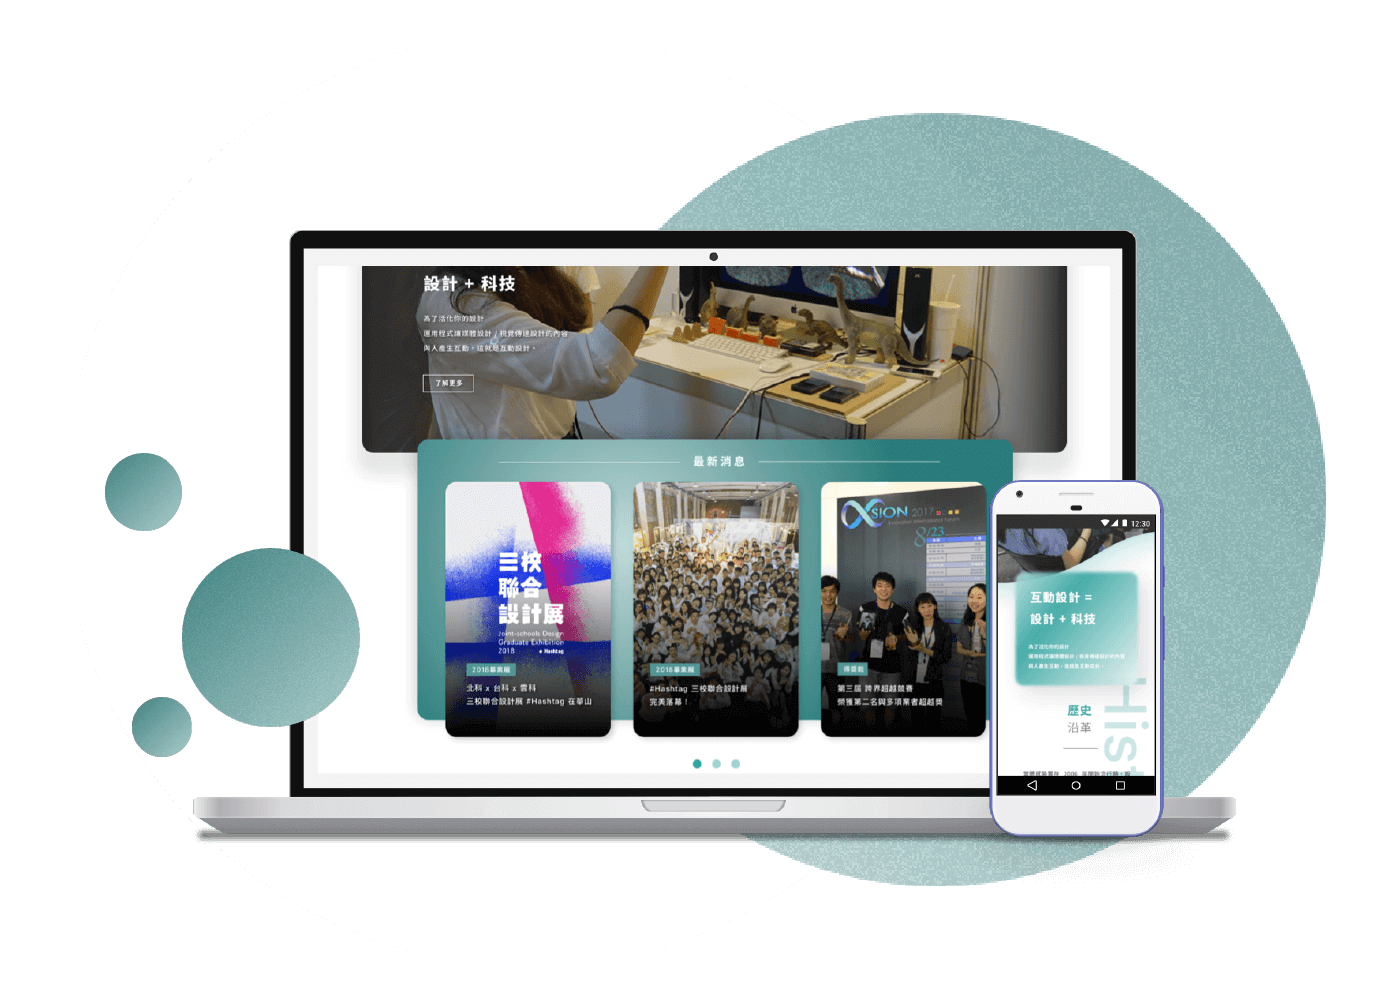 設計 + 科技
為了活化你的設計
運用程式讓媒體設計 / 視覺傳達設計的內容
與人產生互動，這就是互動設計。
了解更多
最新消息
三校
聯合
設計展
Joint-schools Design
Graduate Exhibition
2018
# Hashtag
2018畢業展
北科 x 台科 x 雲科
三校聯合設計展 #Hashtag 在華山
2018畢業展
#Hashtag 三校聯合設計展
完美落幕！
XSION 2017
Innovation International Forum
8/23
得獎監
第三屆 跨界超越競賽
榮獲第二名與多項業者超越獎
12:30
互動設計 =
設計 + 科技
為了活化你的設計
運用程式讓媒體設計 / 視覺傳達設計的內容
與人產生互動，這就是互動設計。
歷史
沿革
His